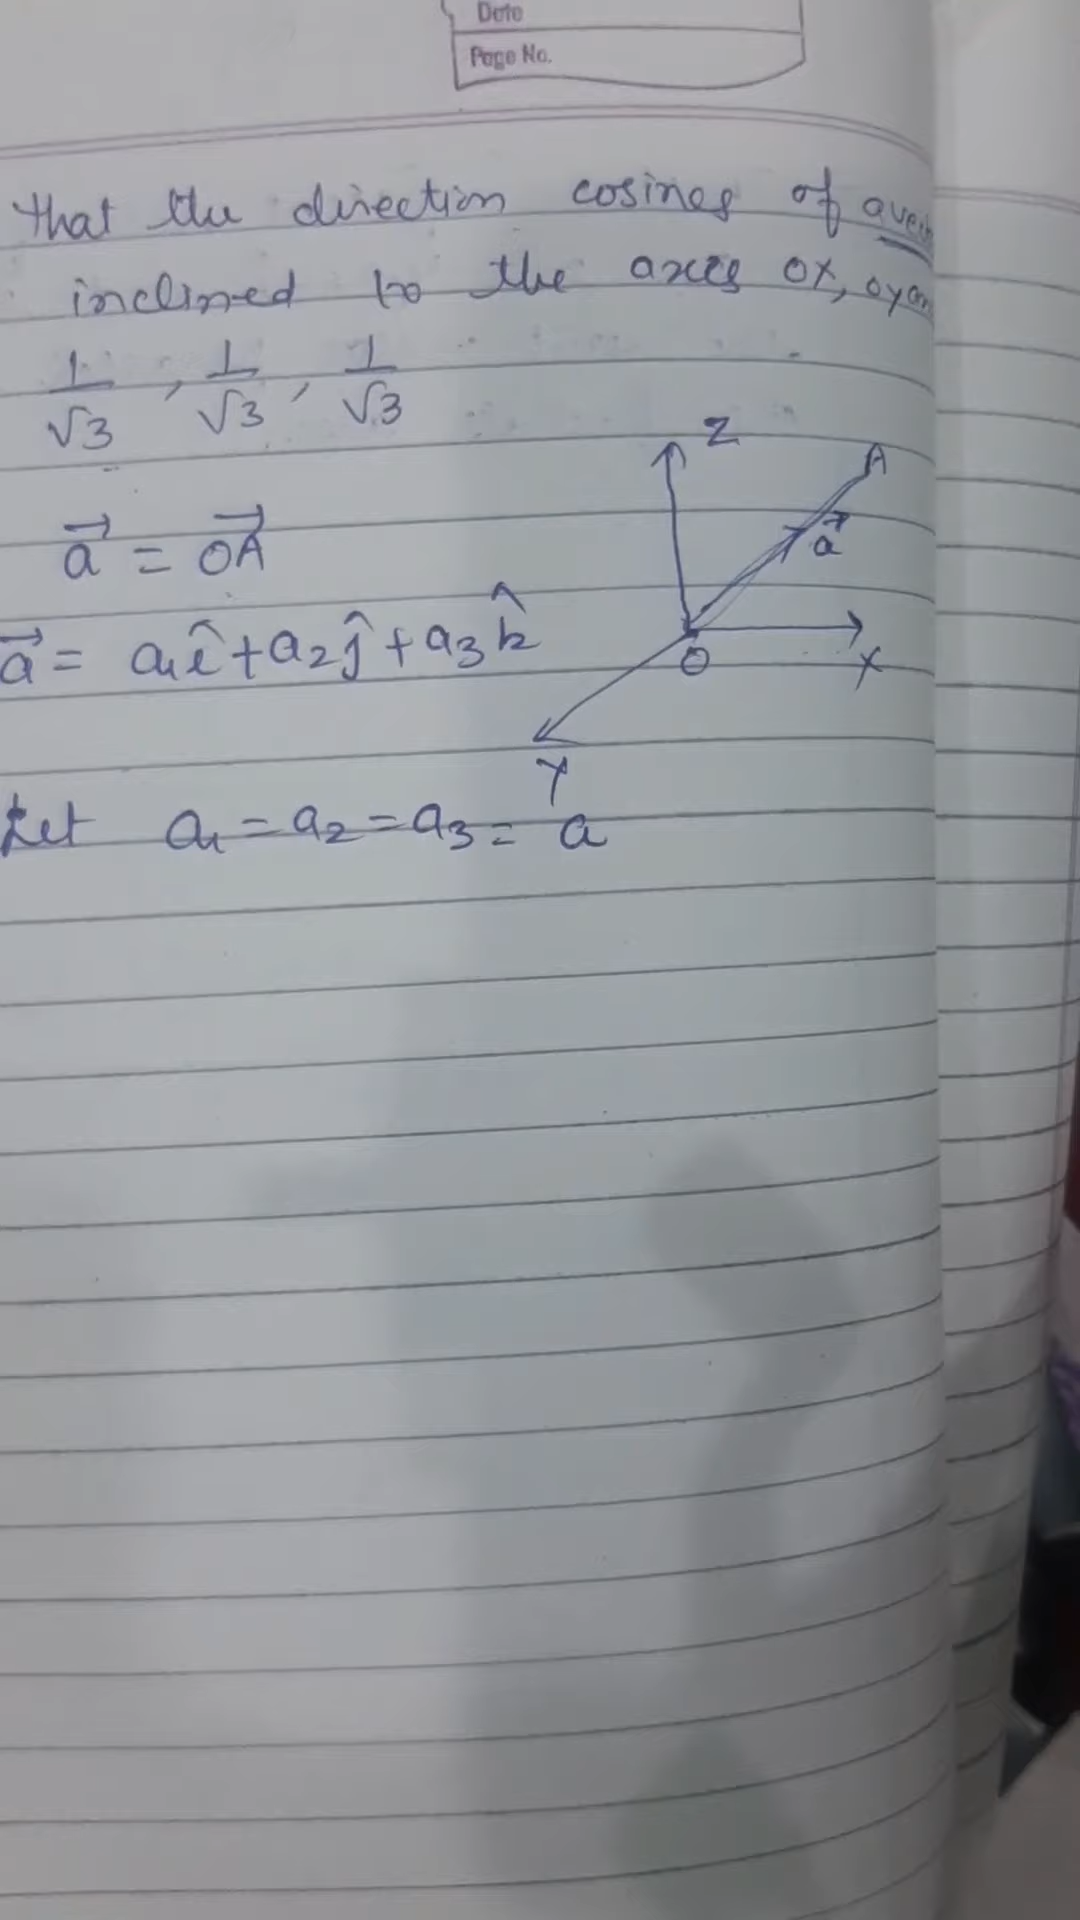 Date
Page No.
that the direction cosines of
inclined to the axes OX, OY
1/√3, 1/√3, 1/√3
Z
A
a⃗ = OA⃗
a⃗
a⃗ = a₁î + a₂ĵ + a₃k̂
O
X
Y
Let a₁ = a₂ = a₃ = a